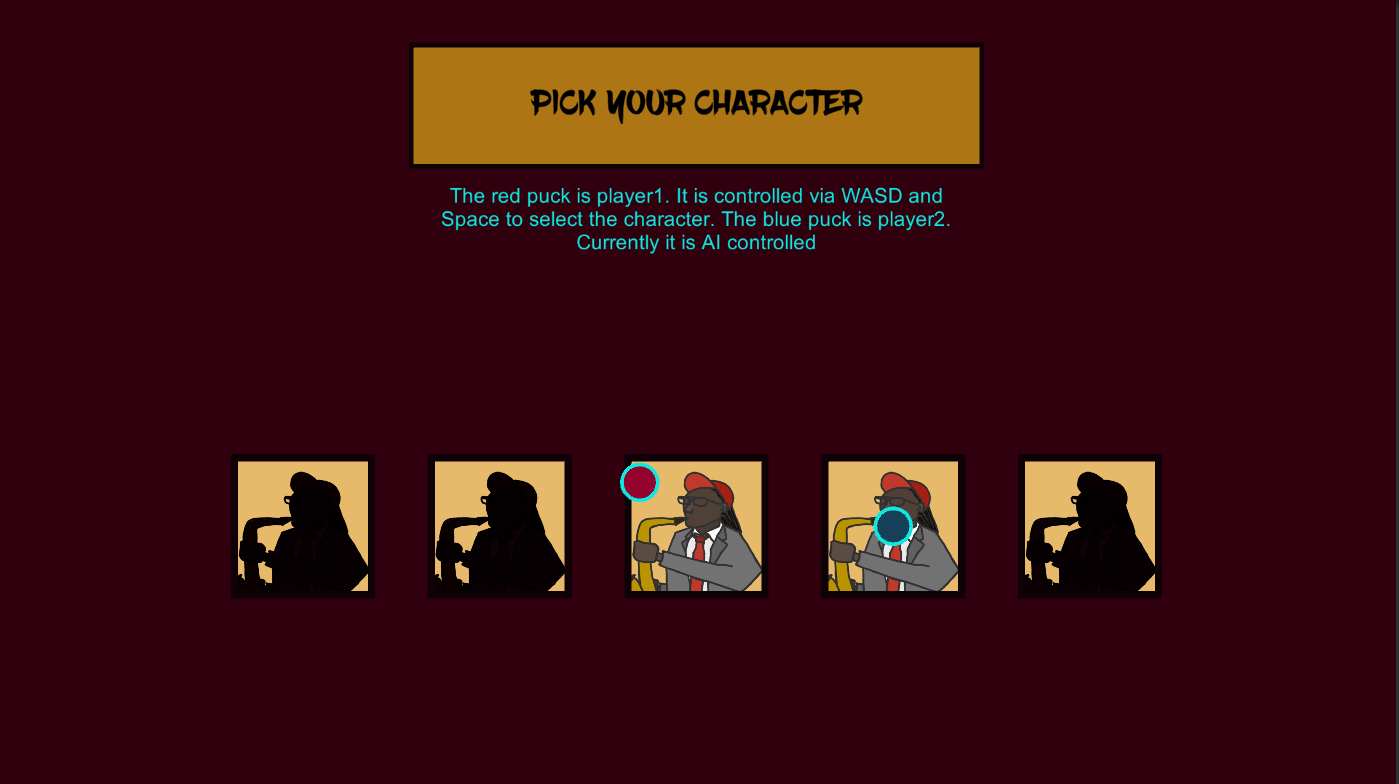 PICK YOUR CHARACTER
The red puck is player1. It is controlled via WASD and
Space to select the character. The blue puck is player2.
Currently it is AI controlled